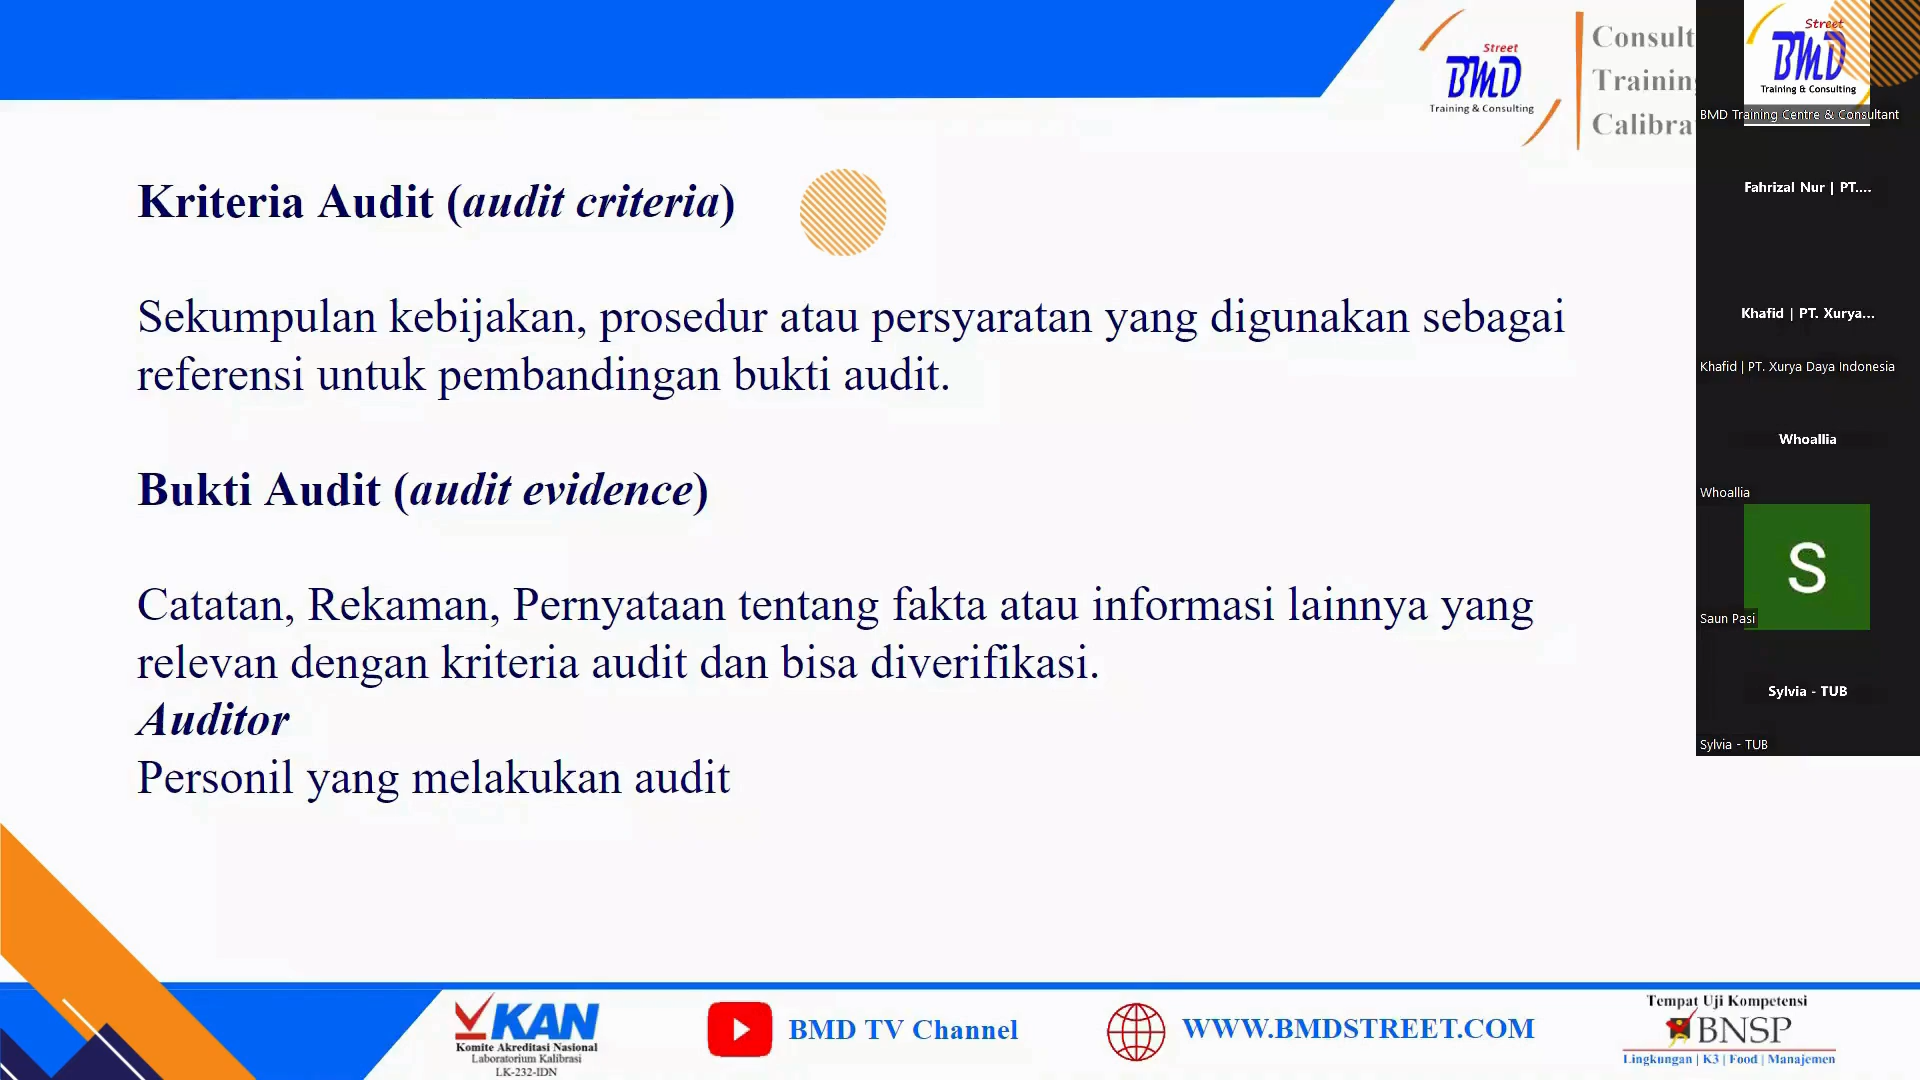 Street
BMD
Training & Consulting
Consult
Training
Calibra
Street
BMD
Training & Consulting
BMD Training Centre & Consultant
Fahrizal Nur | PT....
Khafid | PT. Xurya...
Khafid | PT. Xurya Daya Indonesia
Whoallia
Whoallia
S
Saun Pasi
Sylvia - TUB
Sylvia - TUB
Kriteria Audit (audit criteria)
Sekumpulan kebijakan, prosedur atau persyaratan yang digunakan sebagai
referensi untuk pembandingan bukti audit.
Bukti Audit (audit evidence)
Catatan, Rekaman, Pernyataan tentang fakta atau informasi lainnya yang
relevan dengan kriteria audit dan bisa diverifikasi.
Auditor
Personil yang melakukan audit
KAN
Komite Akreditasi Nasional
Laboratorium Kalibrasi
LK-232-IDN
BMD TV Channel
WWW.BMDSTREET.COM
Tempat Uji Kompetensi
BNSP
Lingkungan | K3 | Food | Manajemen